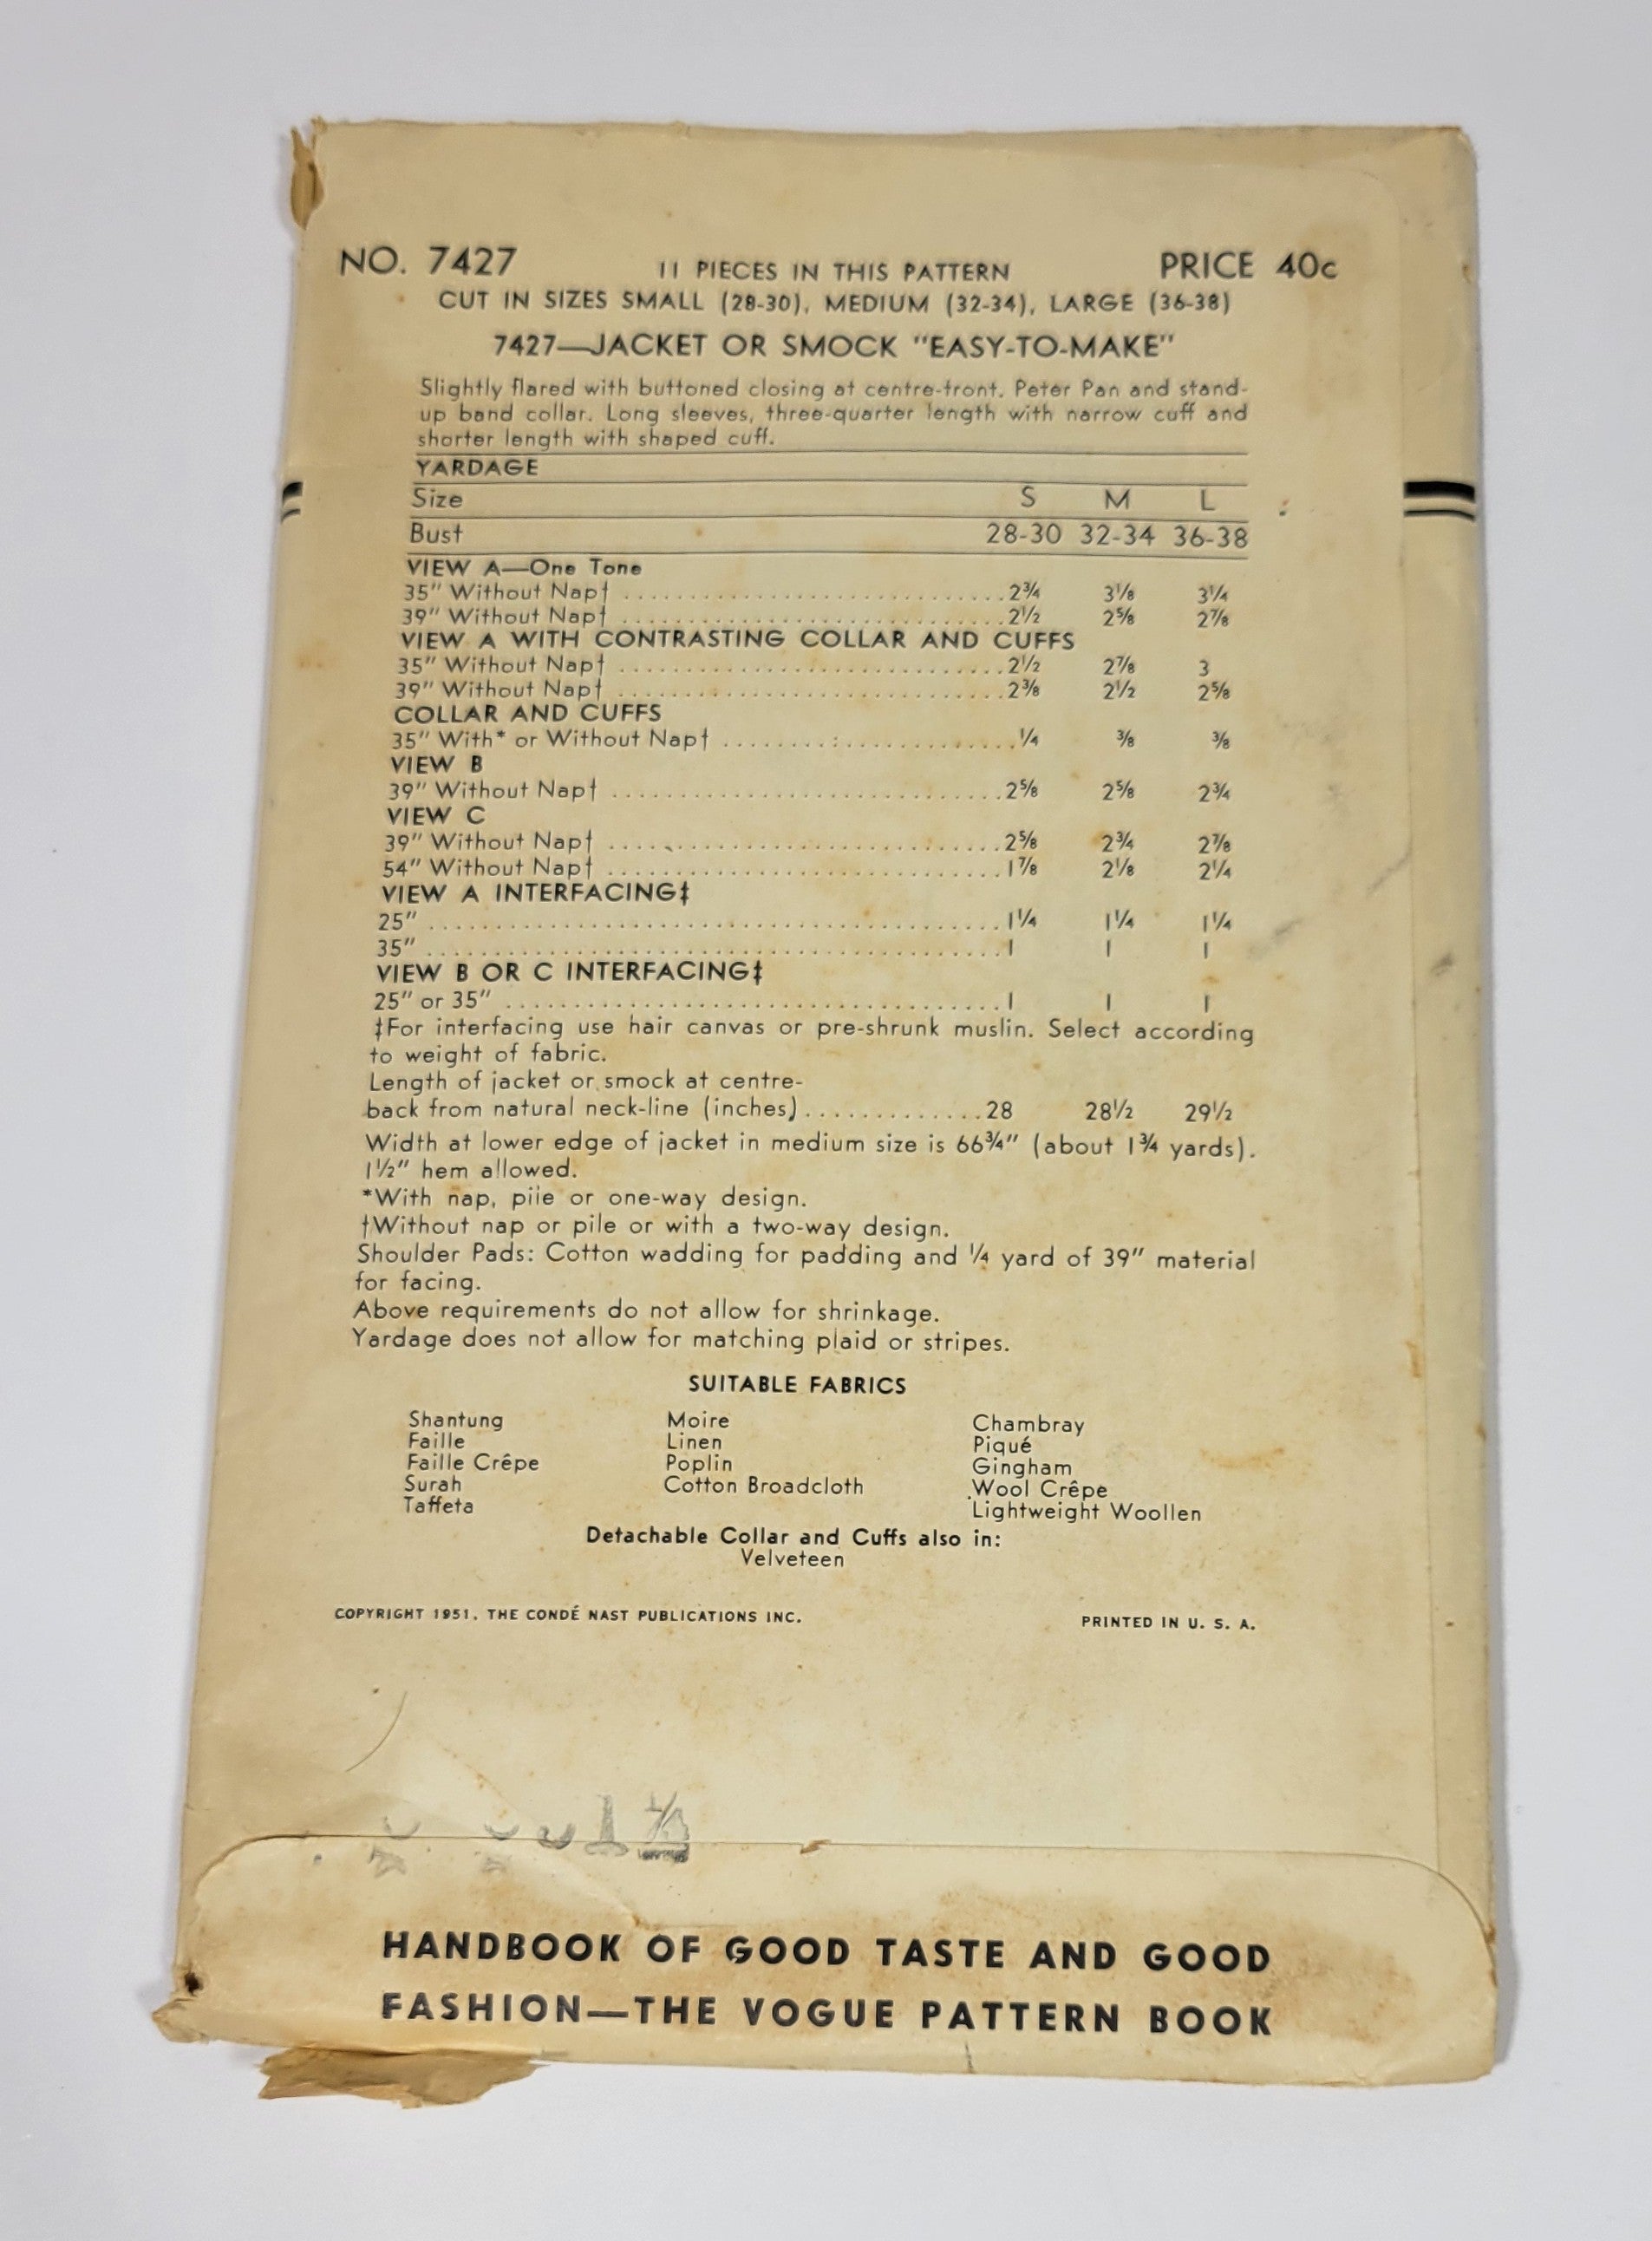 NO. 7427 11 PIECES IN THIS PATTERN PRICE 40c
CUT IN SIZES SMALL (28-30), MEDIUM (32-34), LARGE (36-38)
7427—JACKET OR SMOCK "EASY-TO-MAKE"
Slightly flared with buttoned closing at centre-front. Peter Pan and stand-
up band collar. Long sleeves, three-quarter length with narrow cuff and
shorter length with shaped cuff.
YARDAGE
Size S M L
Bust 28-30 32-34 36-38
VIEW A—One Tone
35" Without Nap† 2¾ 3⅛ 3¼
39" Without Nap† 2½ 2⅝ 2⅞
VIEW A WITH CONTRASTING COLLAR AND CUFFS
35" Without Nap† 2½ 2⅞ 3
39" Without Nap† 2⅜ 2½ 2⅝
COLLAR AND CUFFS
35" With* or Without Nap† ¼ ⅜ ⅜
VIEW B
39" Without Nap† 2⅝ 2⅝ 2¾
VIEW C
39" Without Nap† 2⅝ 2¾ 2⅞
54" Without Nap† 1⅞ 2⅛ 2¼
VIEW A INTERFACING‡
25" 1¼ 1¼ 1¼
35" 1 1 1
VIEW B OR C INTERFACING‡
25" or 35" 1 1 1
‡For interfacing use hair canvas or pre-shrunk muslin. Select according
to weight of fabric.
Length of jacket or smock at centre-
back from natural neck-line (inches) 28 28½ 29½
Width at lower edge of jacket in medium size is 66¾" (about 1¾ yards).
1½" hem allowed.
*With nap, pile or one-way design.
†Without nap or pile or with a two-way design.
Shoulder Pads: Cotton wadding for padding and ¼ yard of 39" material
for facing.
Above requirements do not allow for shrinkage.
Yardage does not allow for matching plaid or stripes.
SUITABLE FABRICS
Shantung Moire Chambray
Faille Linen Piqué
Faille Crêpe Poplin Gingham
Surah Cotton Broadcloth Wool Crêpe
Taffeta Lightweight Woollen
Detachable Collar and Cuffs also in:
Velveteen
COPYRIGHT 1951, THE CONDÉ NAST PUBLICATIONS INC. PRINTED IN U. S. A.
HANDBOOK OF GOOD TASTE AND GOOD
FASHION—THE VOGUE PATTERN BOOK